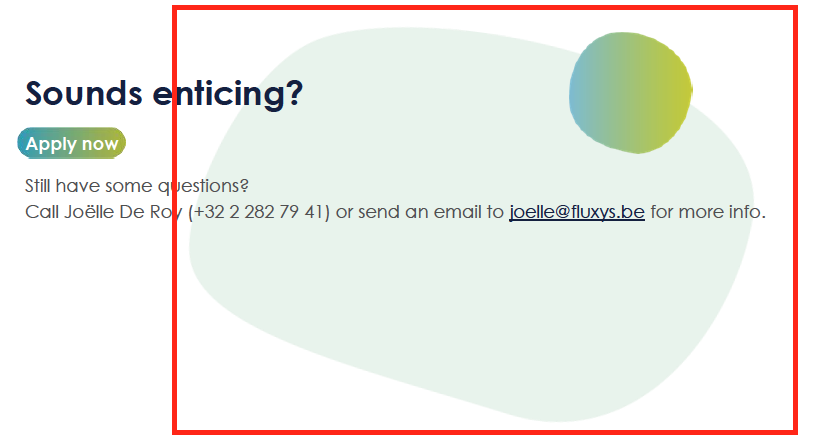 Sounds enticing?
Apply now
Still have some questions?
Call Joëlle De Roy (+32 2 282 79 41) or send an email to joelle@fluxys.be for more info.